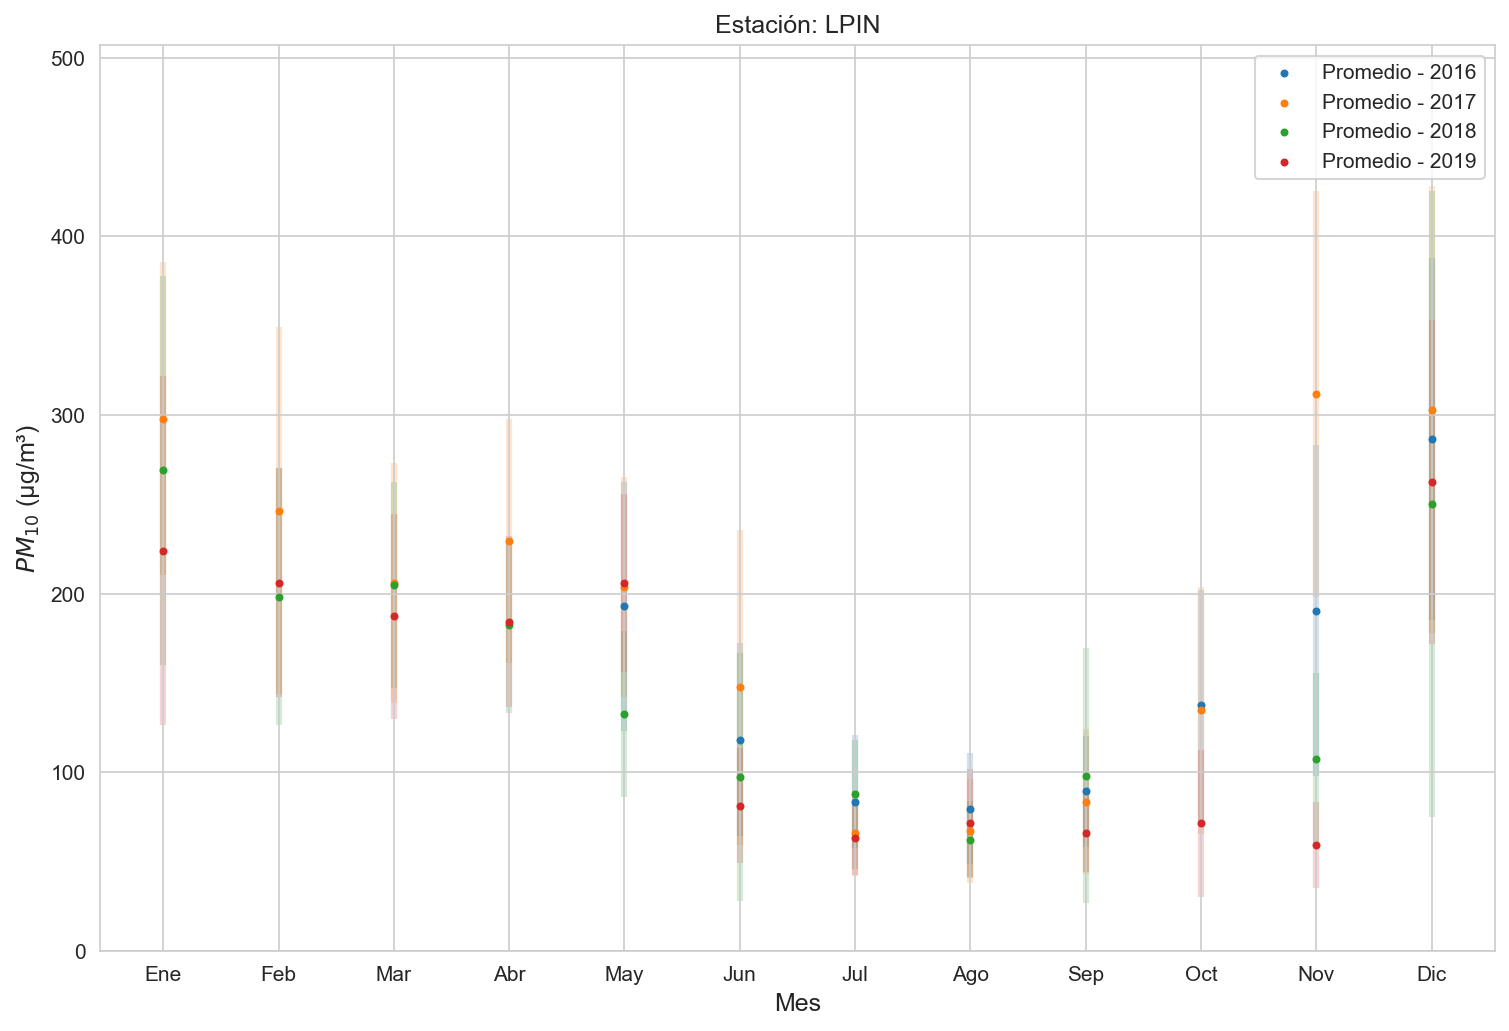 Estación: LPIN
Promedio - 2016
Promedio - 2017
Promedio - 2018
Promedio - 2019
500
400
300
200
100
0
PM₁₀ (µg/m³)
Ene Feb Mar Abr May Jun Jul Ago Sep Oct Nov Dic
Mes